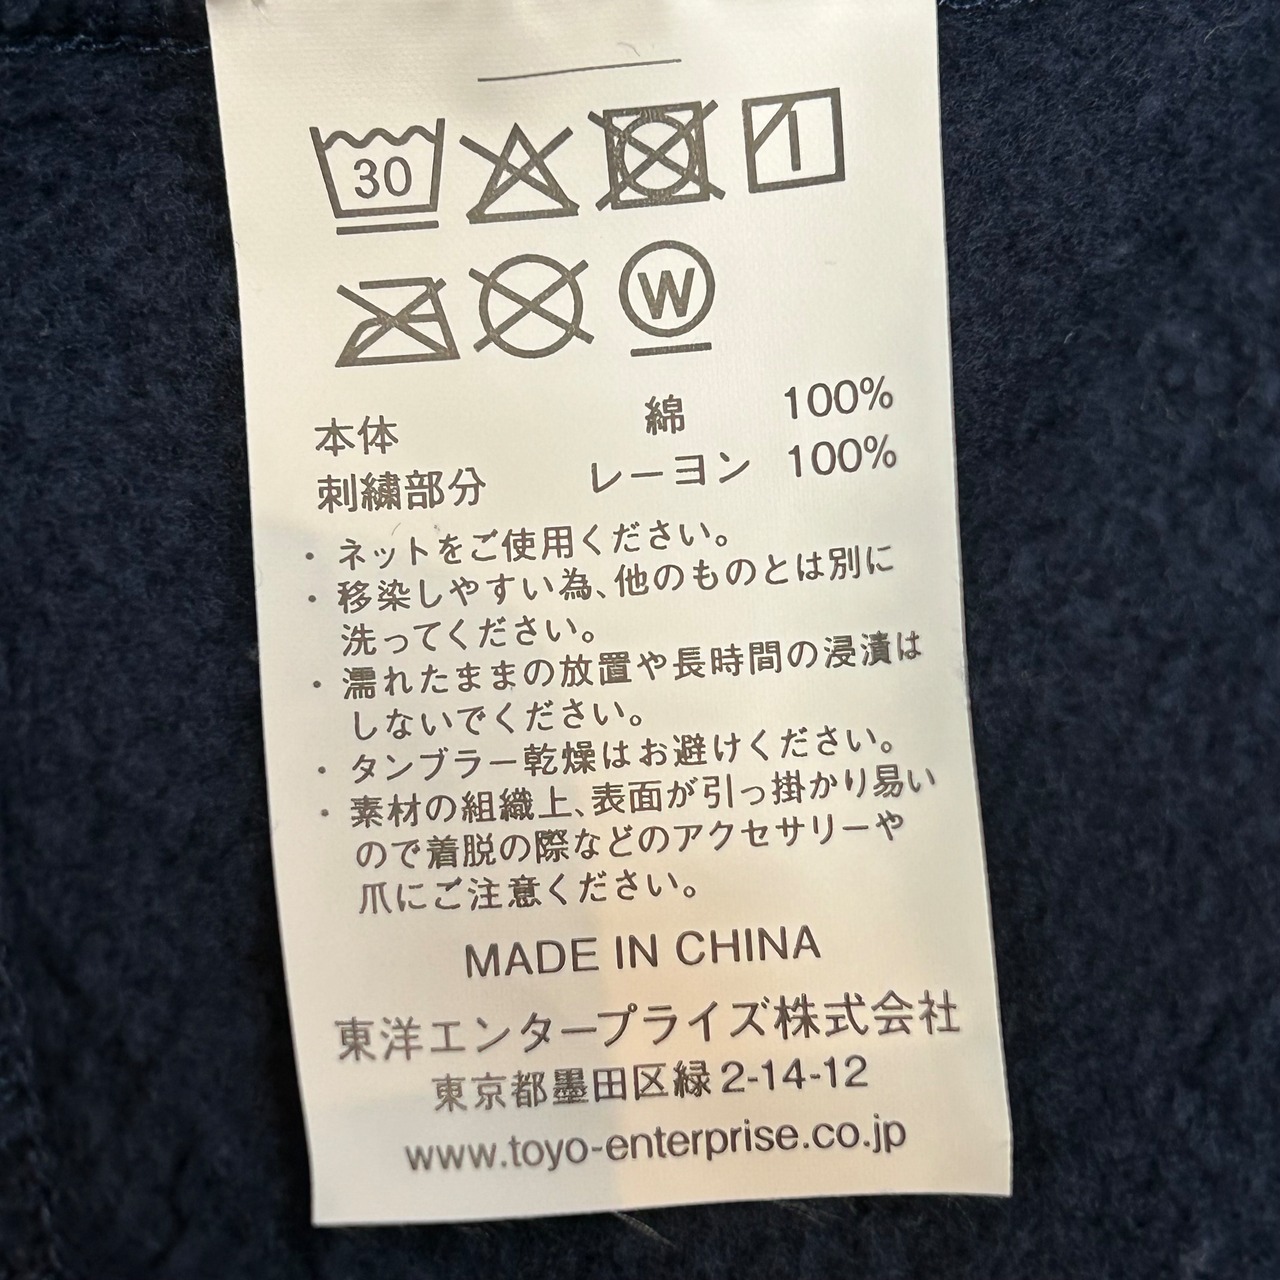 30
W
本体 綿 100%
刺繍部分 レーヨン 100%
・ネットをご使用ください。
・移染しやすい為、他のものとは別に
洗ってください。
・濡れたままの放置や長時間の浸漬は
しないでください。
・タンブラー乾燥はお避けください。
・素材の組織上、表面が引っ掛かり易い
ので着脱の際などのアクセサリーや
爪にご注意ください。
MADE IN CHINA
東洋エンタープライズ株式会社
東京都墨田区緑2-14-12
www.toyo-enterprise.co.jp